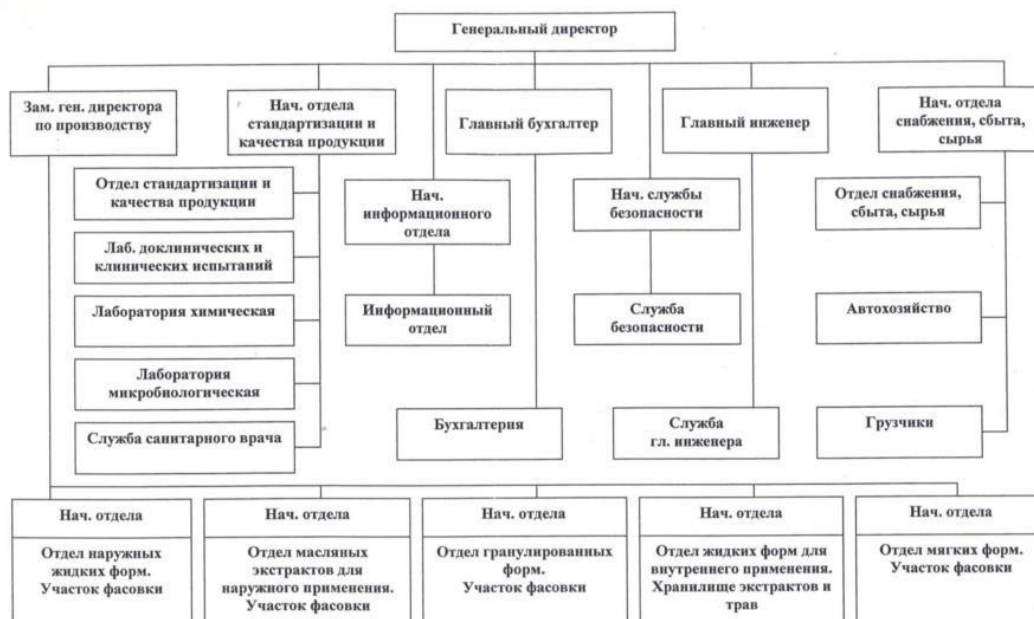 Генеральный директор
Зам. ген. директора
по производству
Нач. отдела
стандартизации и
качества продукции
Главный бухгалтер
Главный инженер
Нач. отдела
снабжения, сбыта,
сырья
Отдел стандартизации и
качества продукции
Нач.
информационного
отдела
Нач. службы
безопасности
Отдел снабжения,
сбыта, сырья
Лаб. доклинических и
клинических испытаний
Лаборатория химическая
Информационный
отдел
Служба
безопасности
Автохозяйство
Лаборатория
микробиологическая
Служба санитарного врача
Бухгалтерия
Служба
гл. инженера
Грузчики
Нач. отдела
Отдел наружных
жидких форм.
Участок фасовки
Нач. отдела
Отдел масляных
экстрактов для
наружного применения.
Участок фасовки
Нач. отдела
Отдел гранулированных
форм.
Участок фасовки
Нач. отдела
Отдел жидких форм для
внутреннего применения.
Хранилище экстрактов и
трав
Нач. отдела
Отдел мягких форм.
Участок фасовки